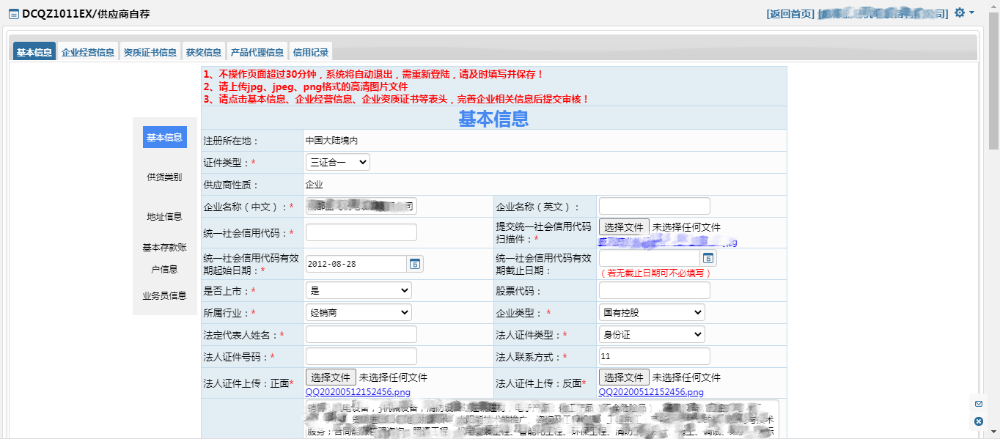 DCQZ1011EX/供应商自荐
[返回首页]
基本信息 企业经营信息 资质证书信息 获奖信息 产品代理信息 信用记录
1、不操作页面超过30分钟，系统将自动退出，需重新登陆，请及时填写并保存！
2、请上传jpg、jpeg、png格式的高清图片文件
3、请点击基本信息、企业经营信息、企业资质证书等表头，完善企业相关信息后提交审核！
基本信息
基本信息
供货类别
地址信息
基本存款账
户信息
业务员信息
注册所在地： 中国大陆境内
证件类型：* 三证合一
供应商性质： 企业
企业名称（中文）：* 企业名称（英文）：
统一社会信用代码：* 提交统一社会信用代码
扫描件：* 选择文件 未选择任何文件
统一社会信用代码有效
期起始日期：* 2012-08-28
统一社会信用代码有效
期截止日期：
（若无截止日期可不必填写）
是否上市：* 是 股票代码：
所属行业：* 经销商 企业类型： * 国有控股
法定代表人姓名：* 法人证件类型：* 身份证
法人证件号码：* 法人联系方式：* 11
法人证件上传：正面* 选择文件 未选择任何文件
QQ20200512152456.png
法人证件上传：反面* 选择文件 未选择任何文件
QQ20200512152456.png